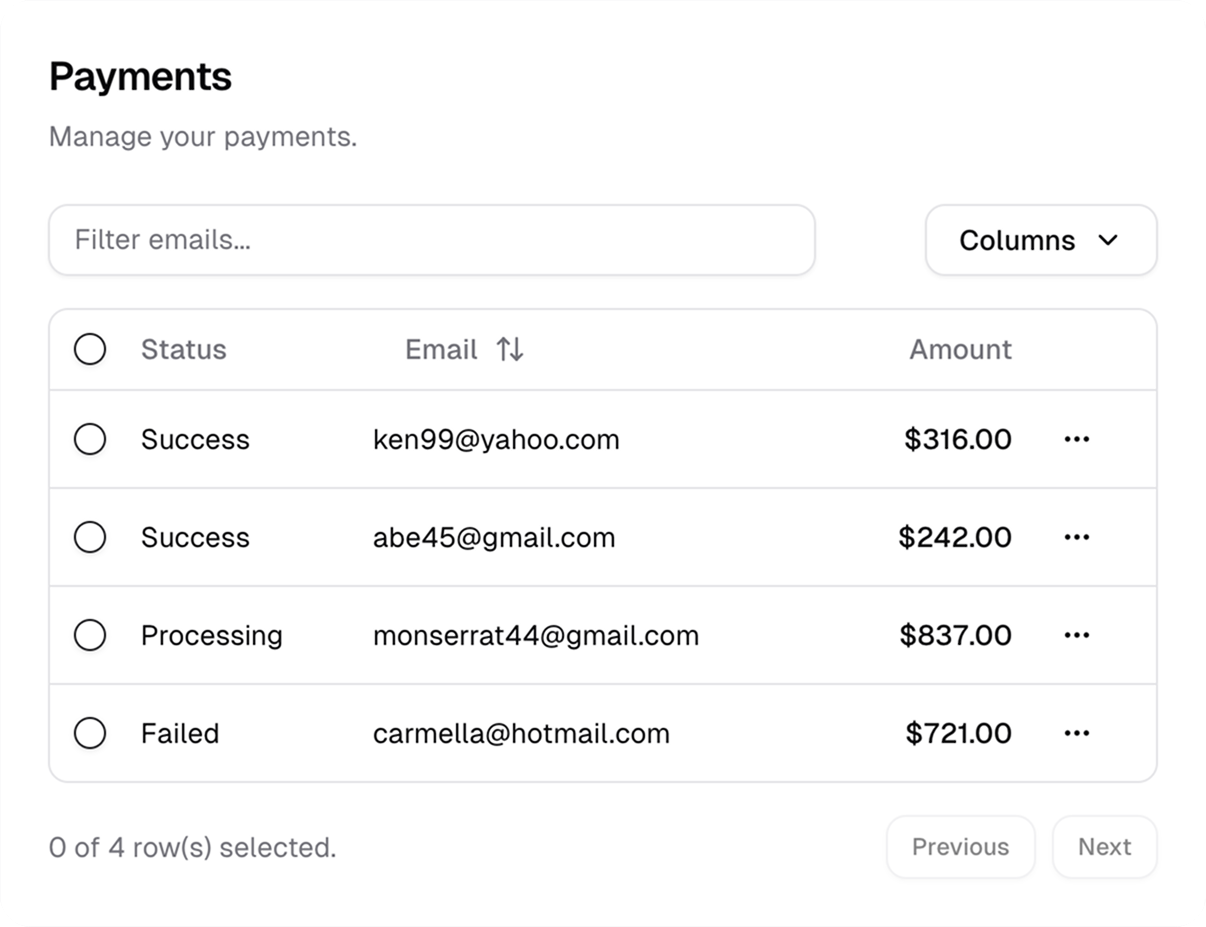 Payments
Manage your payments.
Filter emails...
Columns
Status Email Amount
Success ken99@yahoo.com $316.00
Success abe45@gmail.com $242.00
Processing monserrat44@gmail.com $837.00
Failed carmella@hotmail.com $721.00
0 of 4 row(s) selected.
Previous Next